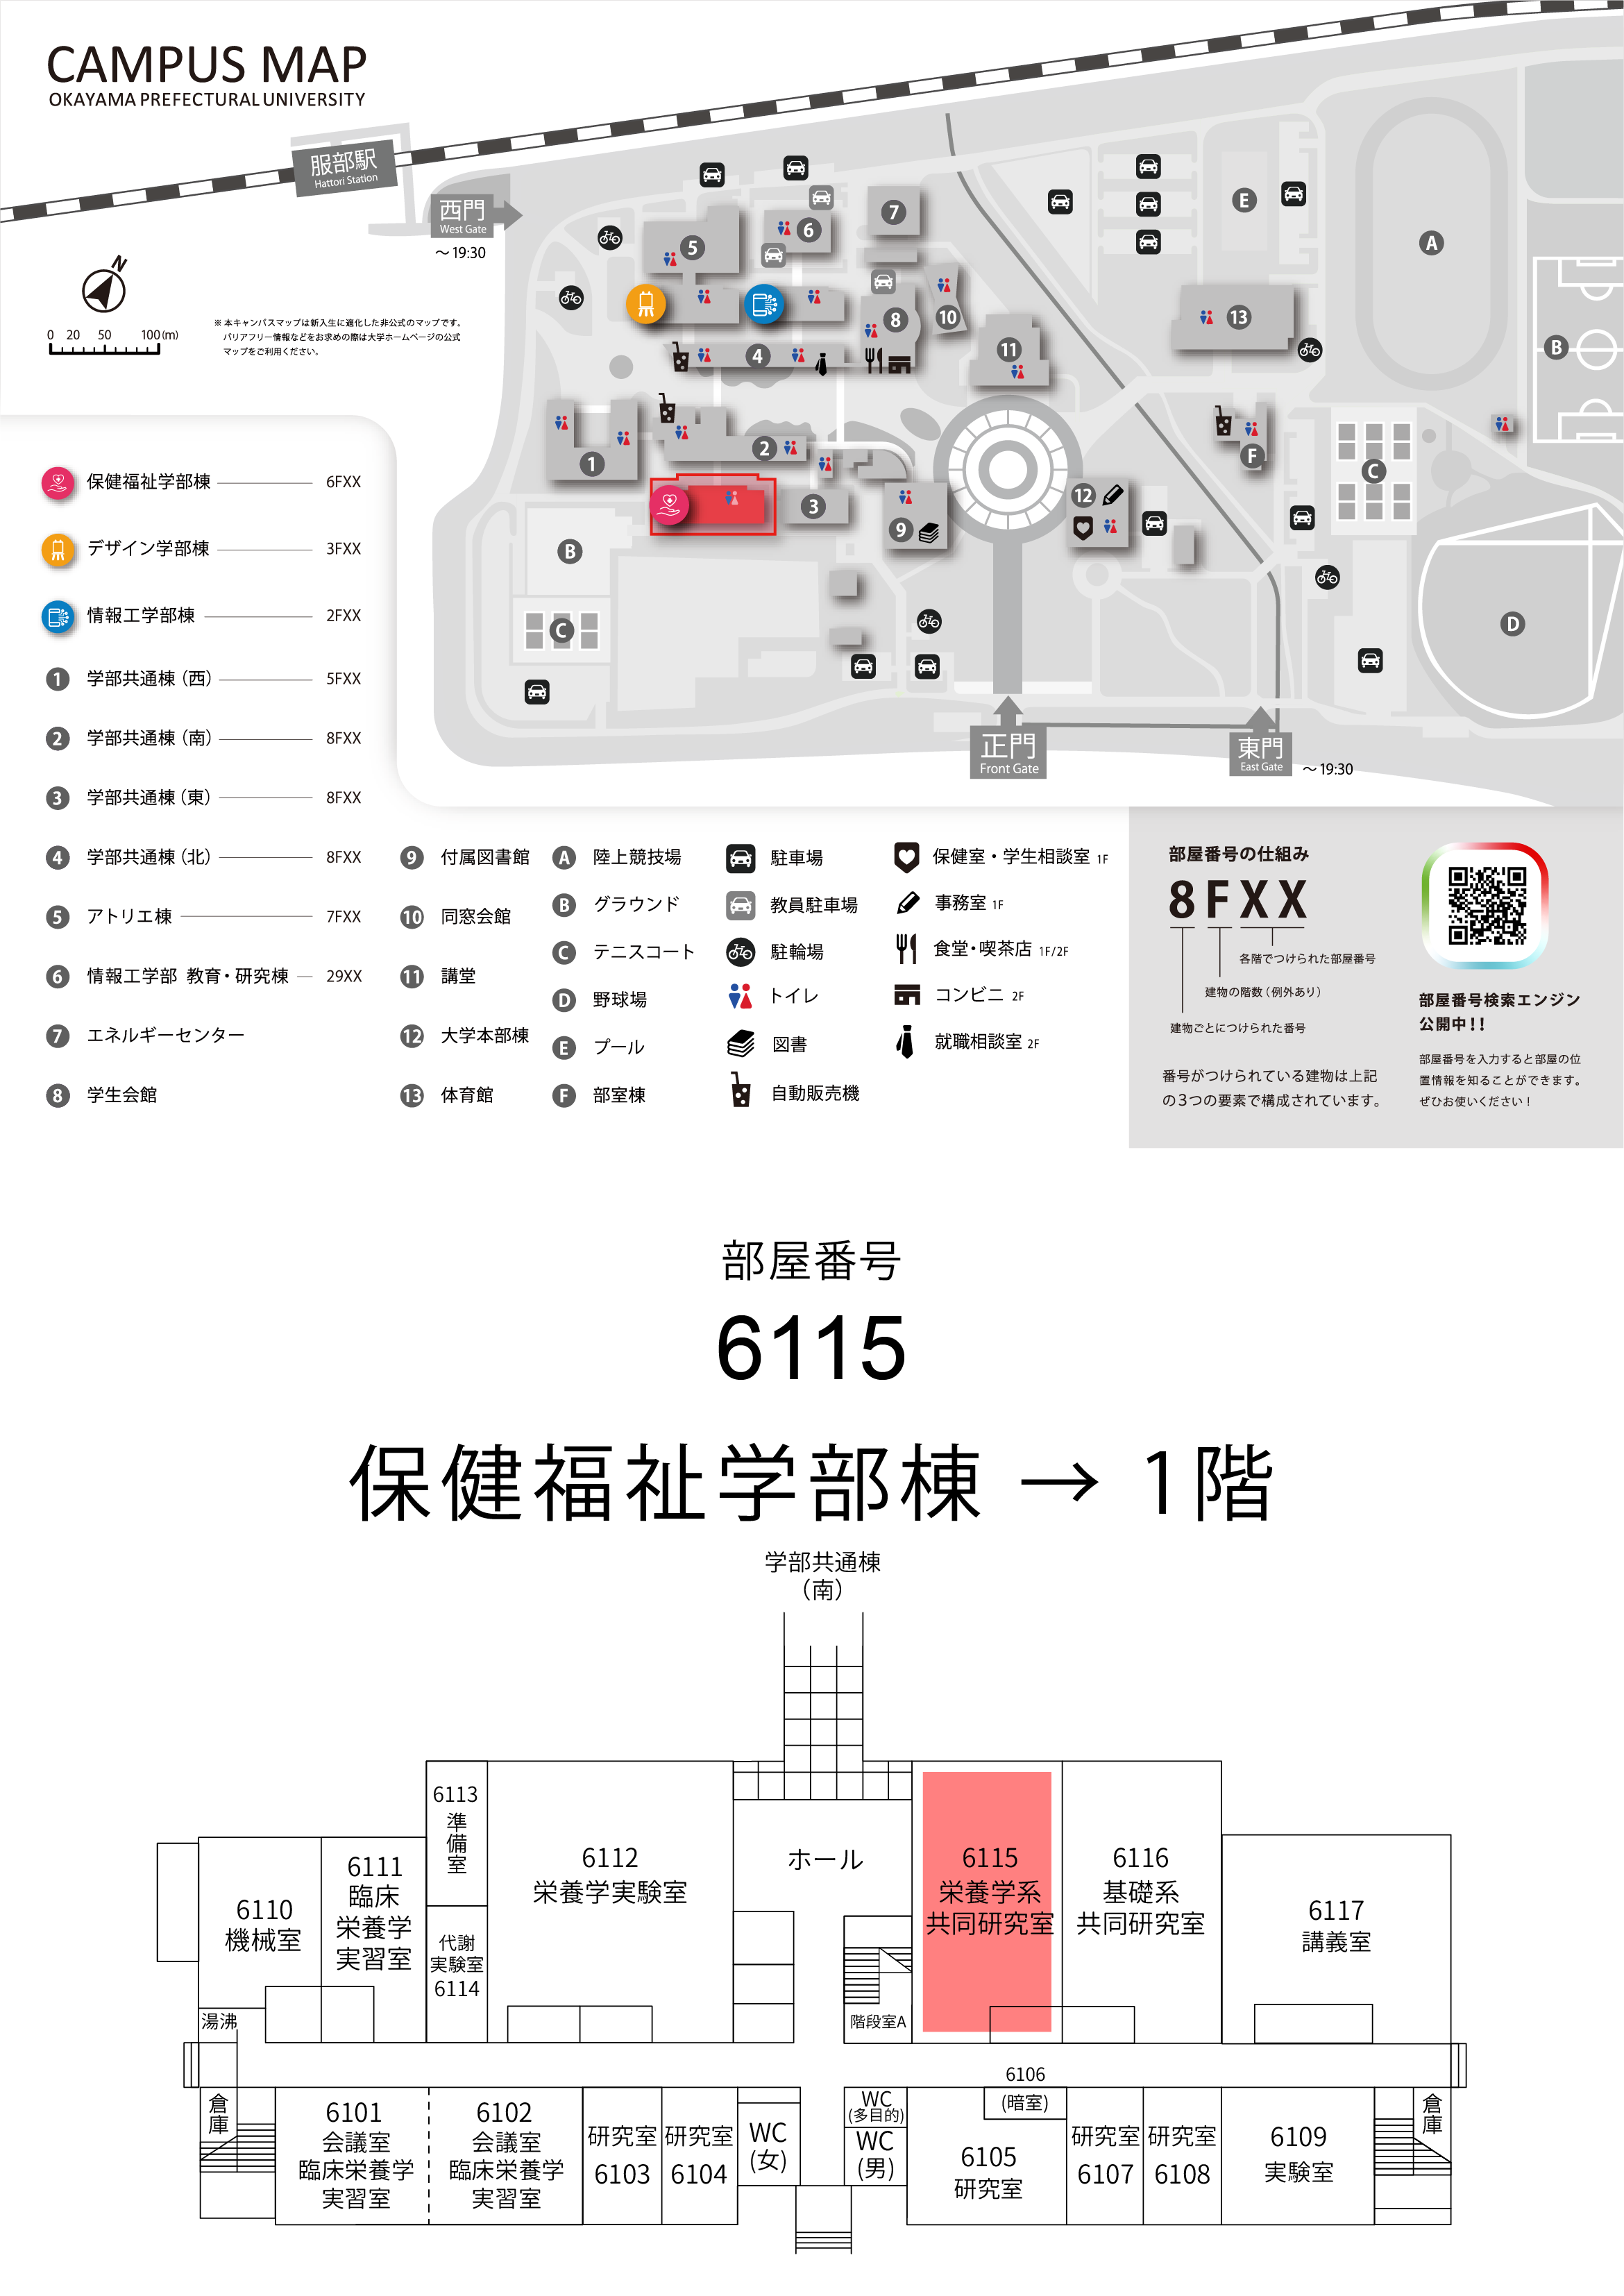 CAMPUS MAP
OKAYAMA PREFECTURAL UNIVERSITY
服部駅
Hattori Station
西門
West Gate
～19:30
N
0 20 50 100(m)
※ 本キャンパスマップは新入生に適化した非公式のマップです。
バリアフリー情報などをお求めの際は大学ホームページの公式
マップをご利用ください。
5
6
7
8
10
4
11
13
E
A
B
1
2
3
9
12
F
C
B
C
D
正門
Front Gate
東門
East Gate
～19:30
保健福祉学部棟 6FXX
デザイン学部棟 3FXX
情報工学部棟 2FXX
1 学部共通棟（西） 5FXX
2 学部共通棟（南） 8FXX
3 学部共通棟（東） 8FXX
4 学部共通棟（北） 8FXX
5 アトリエ棟 7FXX
6 情報工学部 教育・研究棟 29XX
7 エネルギーセンター
8 学生会館
9 付属図書館
10 同窓会館
11 講堂
12 大学本部棟
13 体育館
A 陸上競技場
B グラウンド
C テニスコート
D 野球場
E プール
F 部室棟
駐車場
教員駐車場
駐輪場
トイレ
図書
自動販売機
保健室・学生相談室 1F
事務室 1F
食堂・喫茶店 1F/2F
コンビニ 2F
就職相談室 2F
部屋番号の仕組み
8FXX
各階でつけられた部屋番号
建物の階数（例外あり）
建物ごとにつけられた番号
番号がつけられている建物は上記
の3つの要素で構成されています。
部屋番号検索エンジン
公開中！！
部屋番号を入力すると部屋の位
置情報を知ることができます。
ぜひお使いください！
部屋番号
6115
保健福祉学部棟 → 1階
学部共通棟
（南）
6113
準備室
6112
栄養学実験室
ホール
6115
栄養学系
共同研究室
6116
基礎系
共同研究室
6110
機械室
6111
臨床
栄養学
実習室
代謝
実験室
6114
6117
講義室
湯沸
階段室A
6106
(暗室)
倉庫
6101
会議室
臨床栄養学
実習室
6102
会議室
臨床栄養学
実習室
研究室
6103
研究室
6104
WC
(女)
WC
(多目的)
WC
(男)
6105
研究室
研究室
6107
研究室
6108
6109
実験室
倉庫